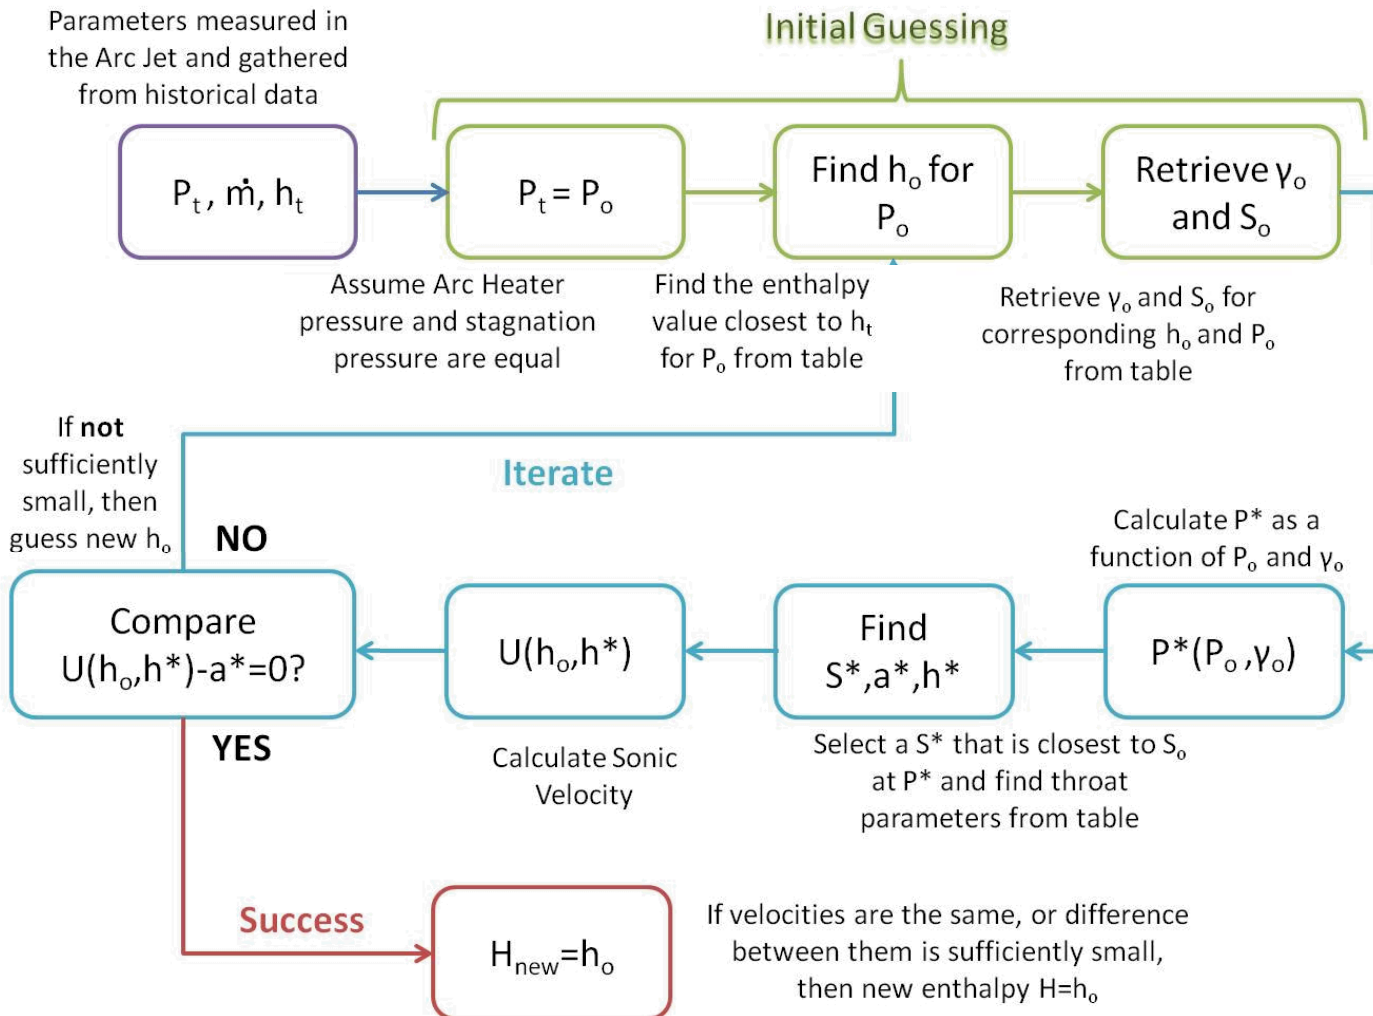 Parameters measured in
the Arc Jet and gathered
from historical data
Initial Guessing
Pₜ, ṁ, hₜ
Pₜ = Pₒ
Find hₒ for
Pₒ
Retrieve γₒ
and Sₒ
Assume Arc Heater
pressure and stagnation
pressure are equal
Find the enthalpy
value closest to hₜ
for Pₒ from table
Retrieve γₒ and Sₒ for
corresponding hₒ and Pₒ
from table
If not
sufficiently
small, then
guess new hₒ
NO
Iterate
Calculate P* as a
function of Pₒ and γₒ
P*(Pₒ,γₒ)
Find
S*,a*,h*
Select a S* that is closest to Sₒ
at P* and find throat
parameters from table
U(hₒ,h*)
Calculate Sonic
Velocity
Compare
U(hₒ,h*)-a*=0?
YES
Success
Hnew=hₒ
If velocities are the same, or difference
between them is sufficiently small,
then new enthalpy H=hₒ